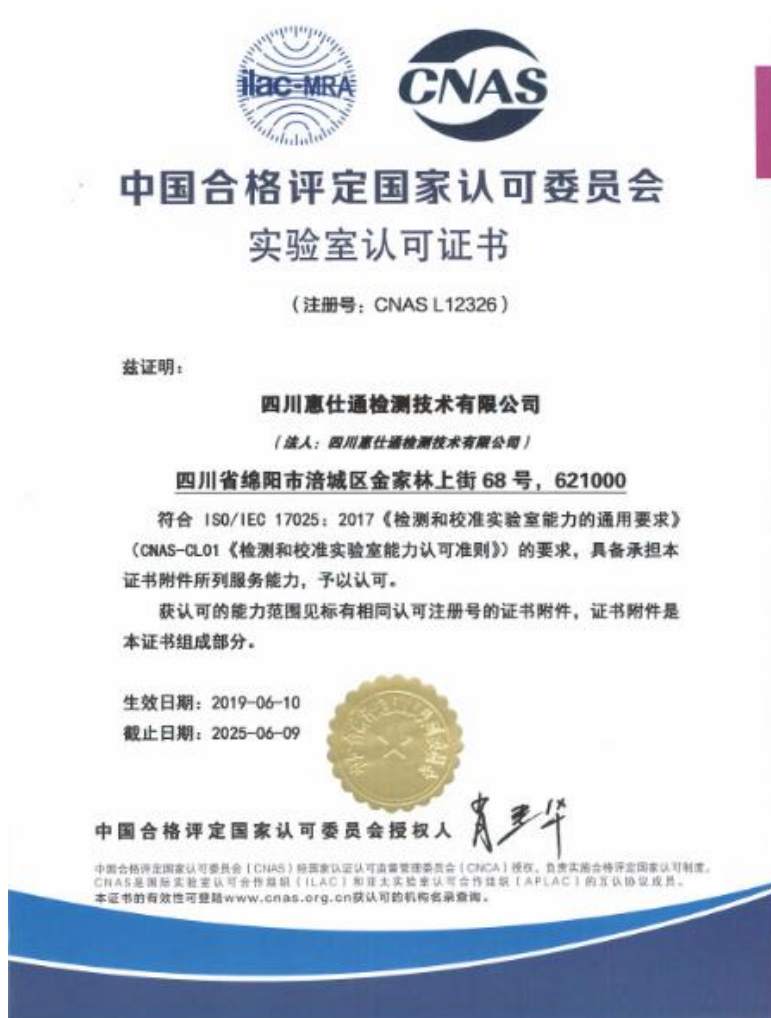 ilac-MRA
CNAS
中国合格评定国家认可委员会
实验室认可证书
（注册号：CNAS L12326）
兹证明：
四川惠仕通检测技术有限公司
（法人：四川惠仕通检测技术有限公司）
四川省绵阳市涪城区金家林上街 68 号，621000
符合 ISO/IEC 17025：2017《检测和校准实验室能力的通用要求》
（CNAS-CL01《检测和校准实验室能力认可准则》）的要求，具备承担本
证书附件所列服务能力，予以认可。
获认可的能力范围见标有相同认可注册号的证书附件，证书附件是
本证书组成部分。
生效日期：2019-06-10
截止日期：2025-06-09
中国合格评定国家认可委员会授权人
中国合格评定国家认可委员会（CNAS）经国家认证认可监督管理委员会（CNCA）授权，负责实施合格评定国家认可制度。
CNAS是国际实验室认可合作组织（ILAC）和亚太实验室认可合作组织（APLAC）的互认协议成员。
本证书的有效性可登陆www.cnas.org.cn获认可的机构名录查询。